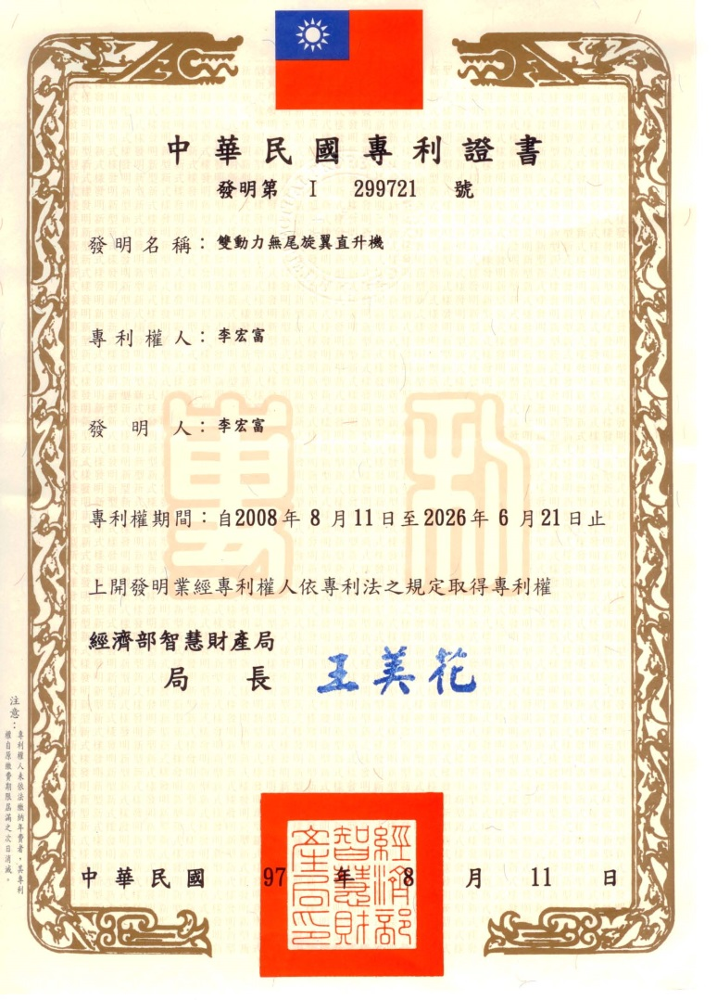 中華民國專利證書
發明第 I 299721 號
發明名稱：雙動力無尾旋翼直升機
專利權人：李宏富
發明人：李宏富
專利權期間：自2008年 8 月11日至2026年 6 月21日止
上開發明業經專利權人依專利法之規定取得專利權
經濟部智慧財產局
局長 王美花
注意：專利權人未依法繳納年費者，其專利
權自原繳費期限屆滿之次日消滅。
經濟部
智慧財
產局印
中華民國 97 年 8 月 11 日
專利